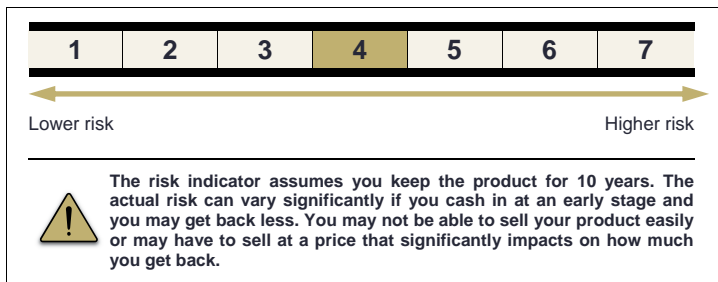 1 2 3 4 5 6 7
Lower risk Higher risk
The risk indicator assumes you keep the product for 10 years. The
actual risk can vary significantly if you cash in at an early stage and
you may get back less. You may not be able to sell your product easily
or may have to sell at a price that significantly impacts on how much
you get back.